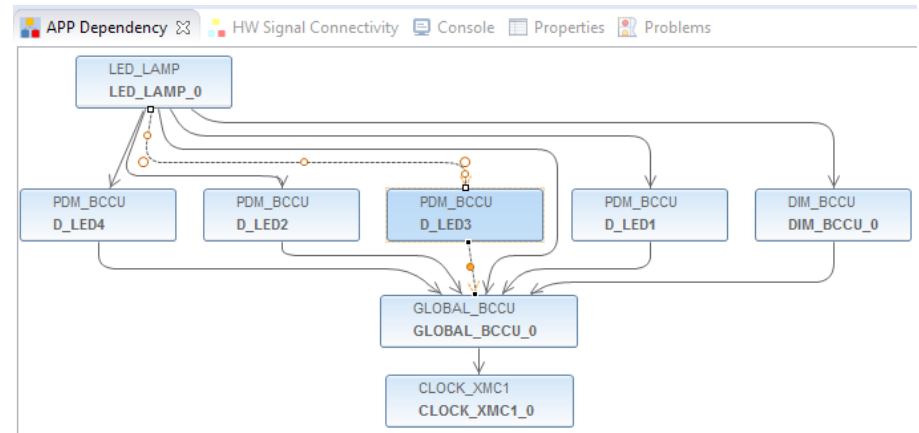 APP Dependency HW Signal Connectivity Console Properties Problems
LED_LAMP
LED_LAMP_0
PDM_BCCU
D_LED4
PDM_BCCU
D_LED2
PDM_BCCU
D_LED3
PDM_BCCU
D_LED1
DIM_BCCU
DIM_BCCU_0
GLOBAL_BCCU
GLOBAL_BCCU_0
CLOCK_XMC1
CLOCK_XMC1_0